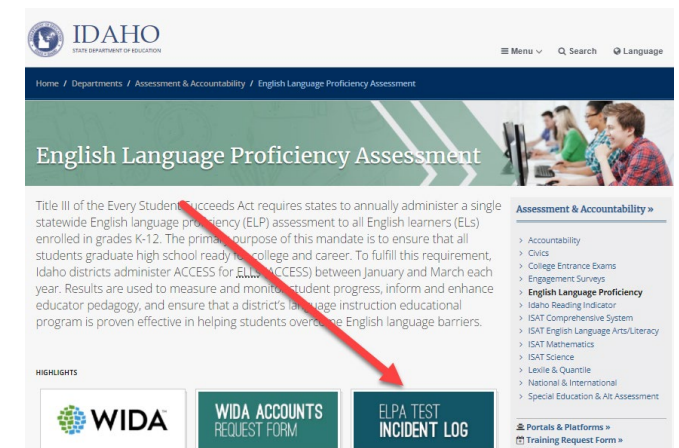 IDAHO
STATE DEPARTMENT OF EDUCATION
Menu
Search
Language
Home / Departments / Assessment & Accountability / English Language Proficiency Assessment
English Language Proficiency Assessment
Title III of the Every Student Succeeds Act requires states to annually administer a single
statewide English language proficiency (ELP) assessment to all English learners (ELs)
enrolled in grades K-12. The primary purpose of this mandate is to ensure that all
students graduate high school ready for college and career. To fulfill this requirement,
Idaho districts administer ACCESS for ELLs (ACCESS) between January and March each
year. Results are used to measure and monitor student progress, inform and enhance
educator pedagogy, and ensure that a district's language instruction educational
program is proven effective in helping students overcome English language barriers.
HIGHLIGHTS
WIDA
WIDA ACCOUNTS
REQUEST FORM
ELPA TEST
INCIDENT LOG
Assessment & Accountability »
> Accountability
> Civics
> College Entrance Exams
> Engagement Surveys
> English Language Proficiency
> Idaho Reading Indicator
> ISAT Comprehensive System
> ISAT English Language Arts/Literacy
> ISAT Mathematics
> ISAT Science
> Lexile & Quantile
> National & International
> Special Education & Alt Assessment
Portals & Platforms »
Training Request Form »